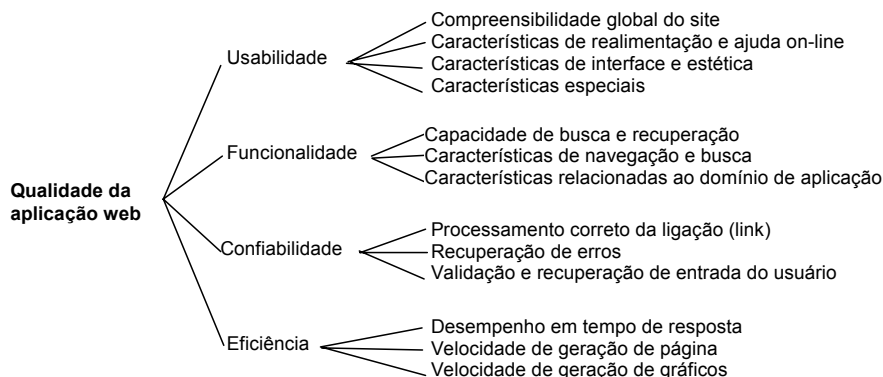 Qualidade da
aplicação web
Usabilidade
Compreensibilidade global do site
Características de realimentação e ajuda on-line
Características de interface e estética
Características especiais
Funcionalidade
Capacidade de busca e recuperação
Características de navegação e busca
Características relacionadas ao domínio de aplicação
Confiabilidade
Processamento correto da ligação (link)
Recuperação de erros
Validação e recuperação de entrada do usuário
Eficiência
Desempenho em tempo de resposta
Velocidade de geração de página
Velocidade de geração de gráficos